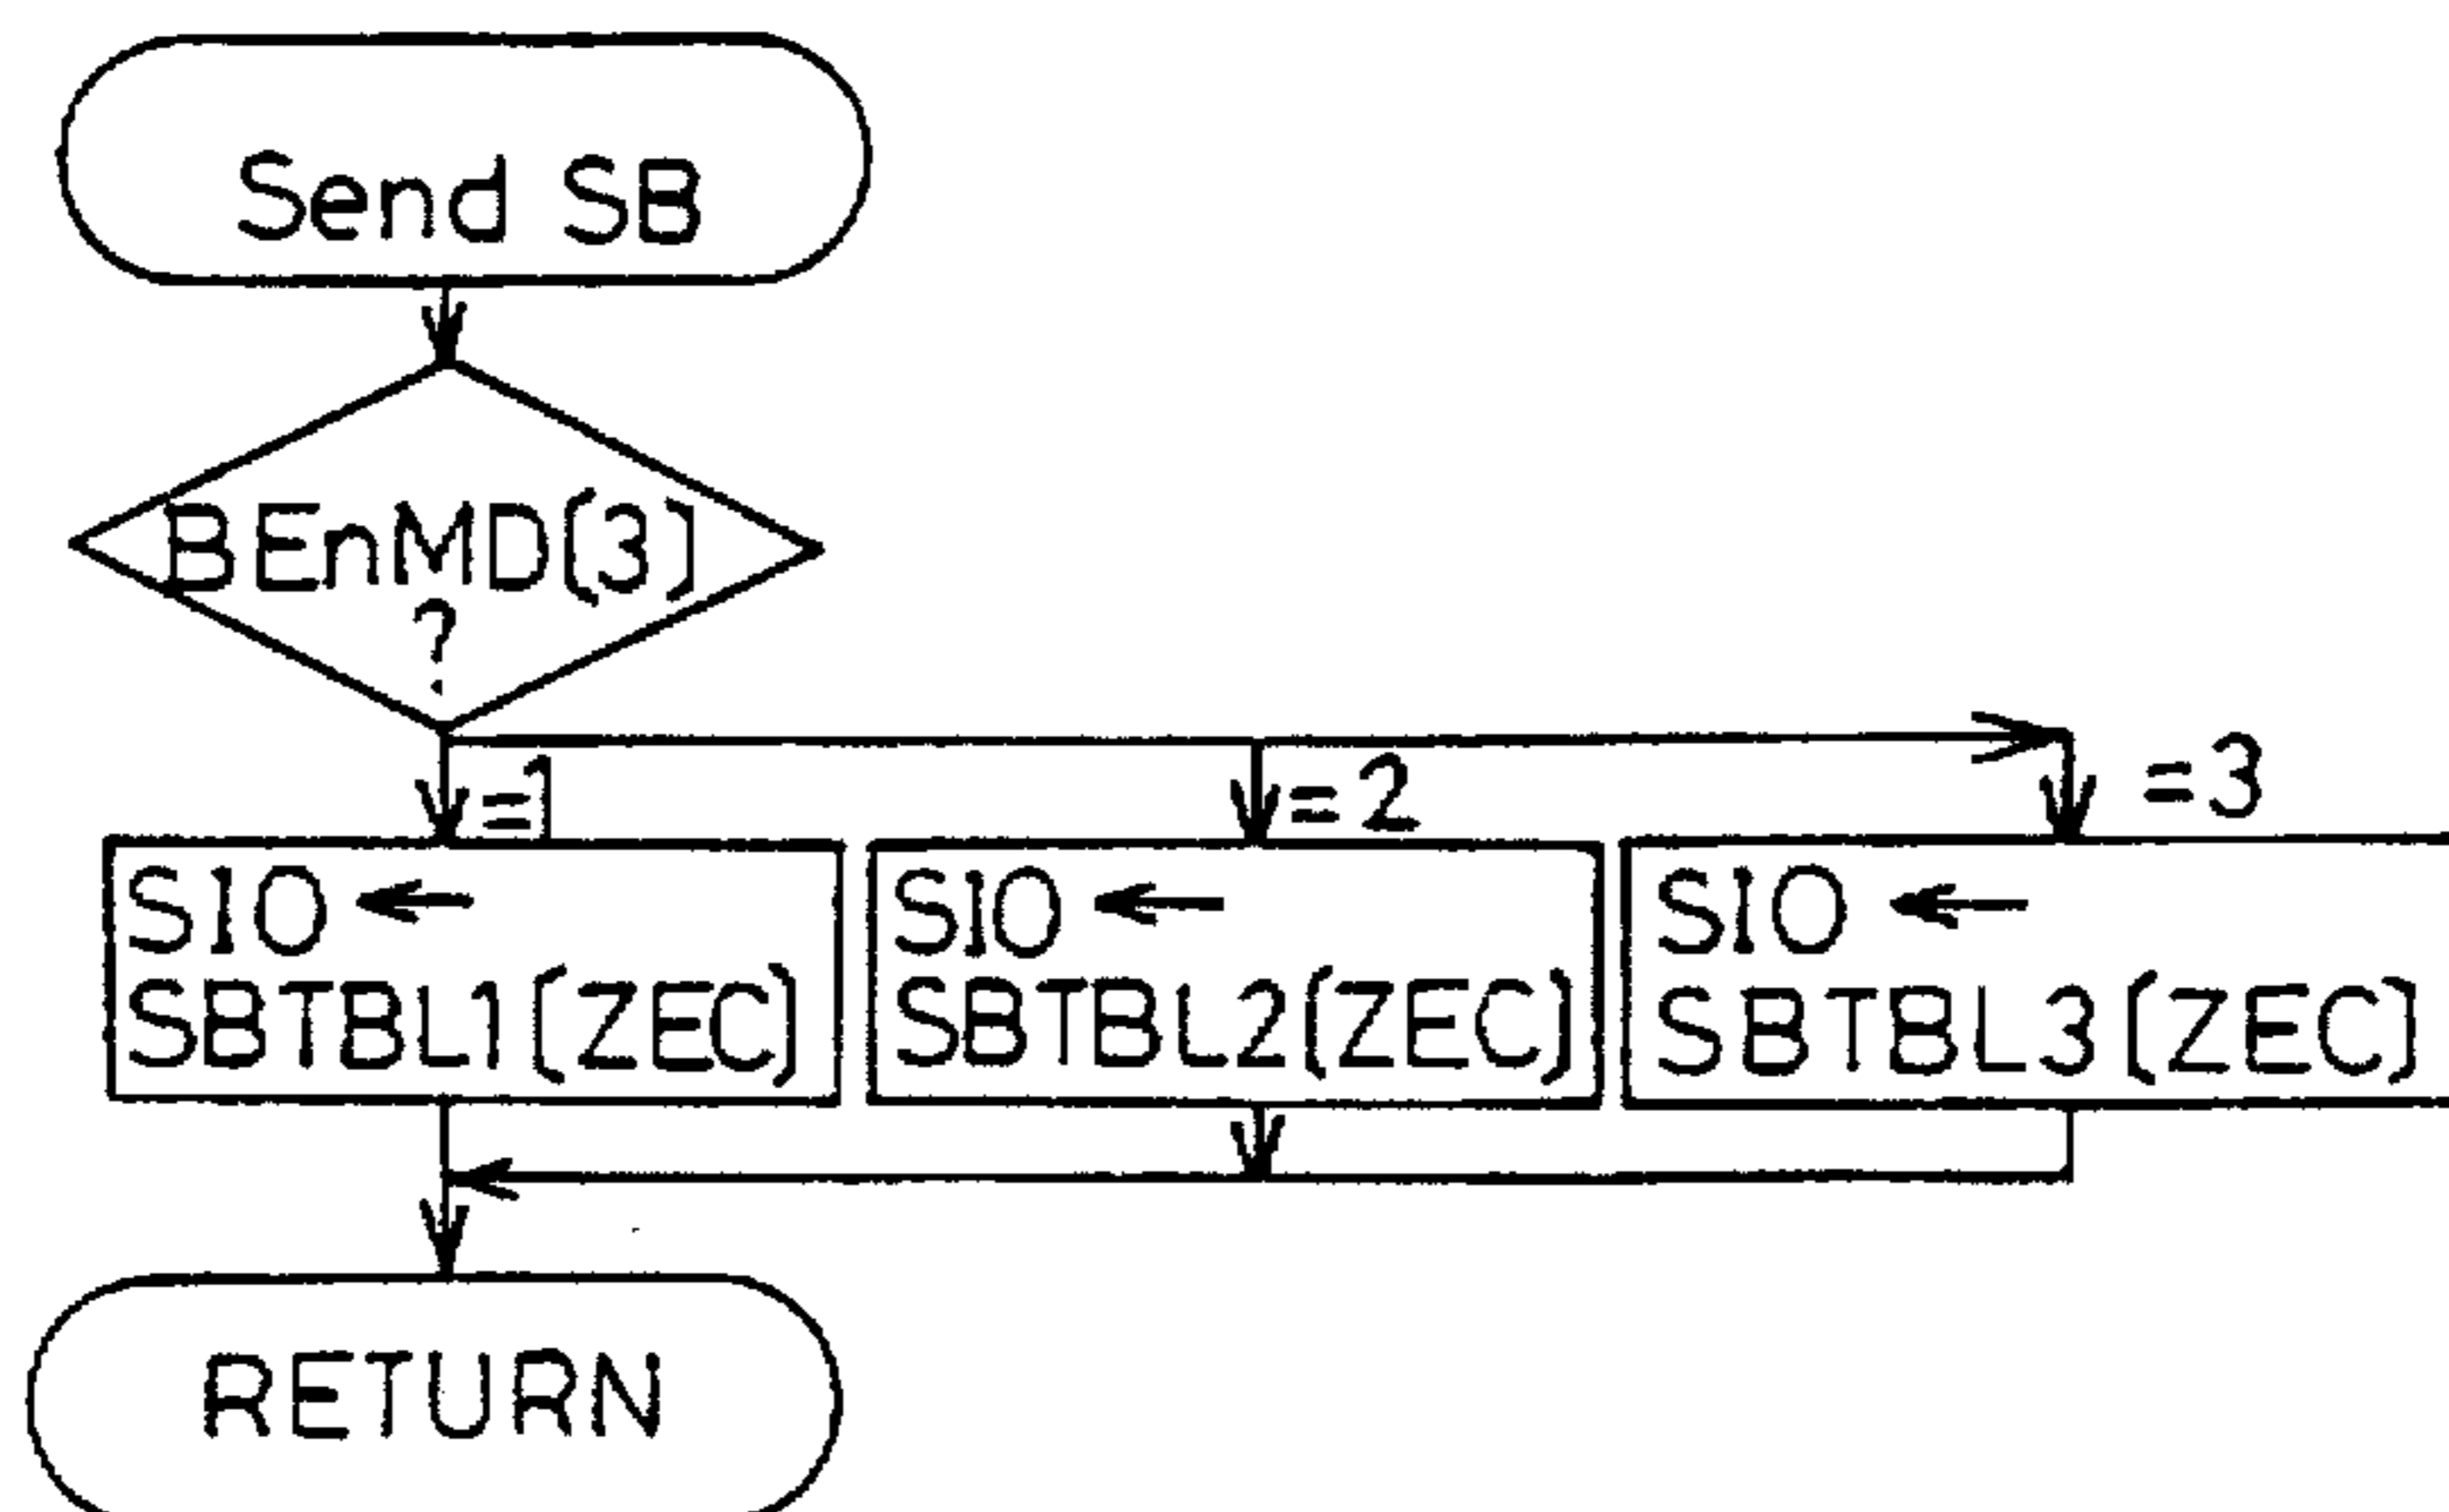 Send SB
BEnMD(3)
?
=1
=2
=3
SIO ←
SBTBL1(ZEC)
SIO ←
SBTBL2(ZEC)
SIO ←
SBTBL3(ZEC)
RETURN